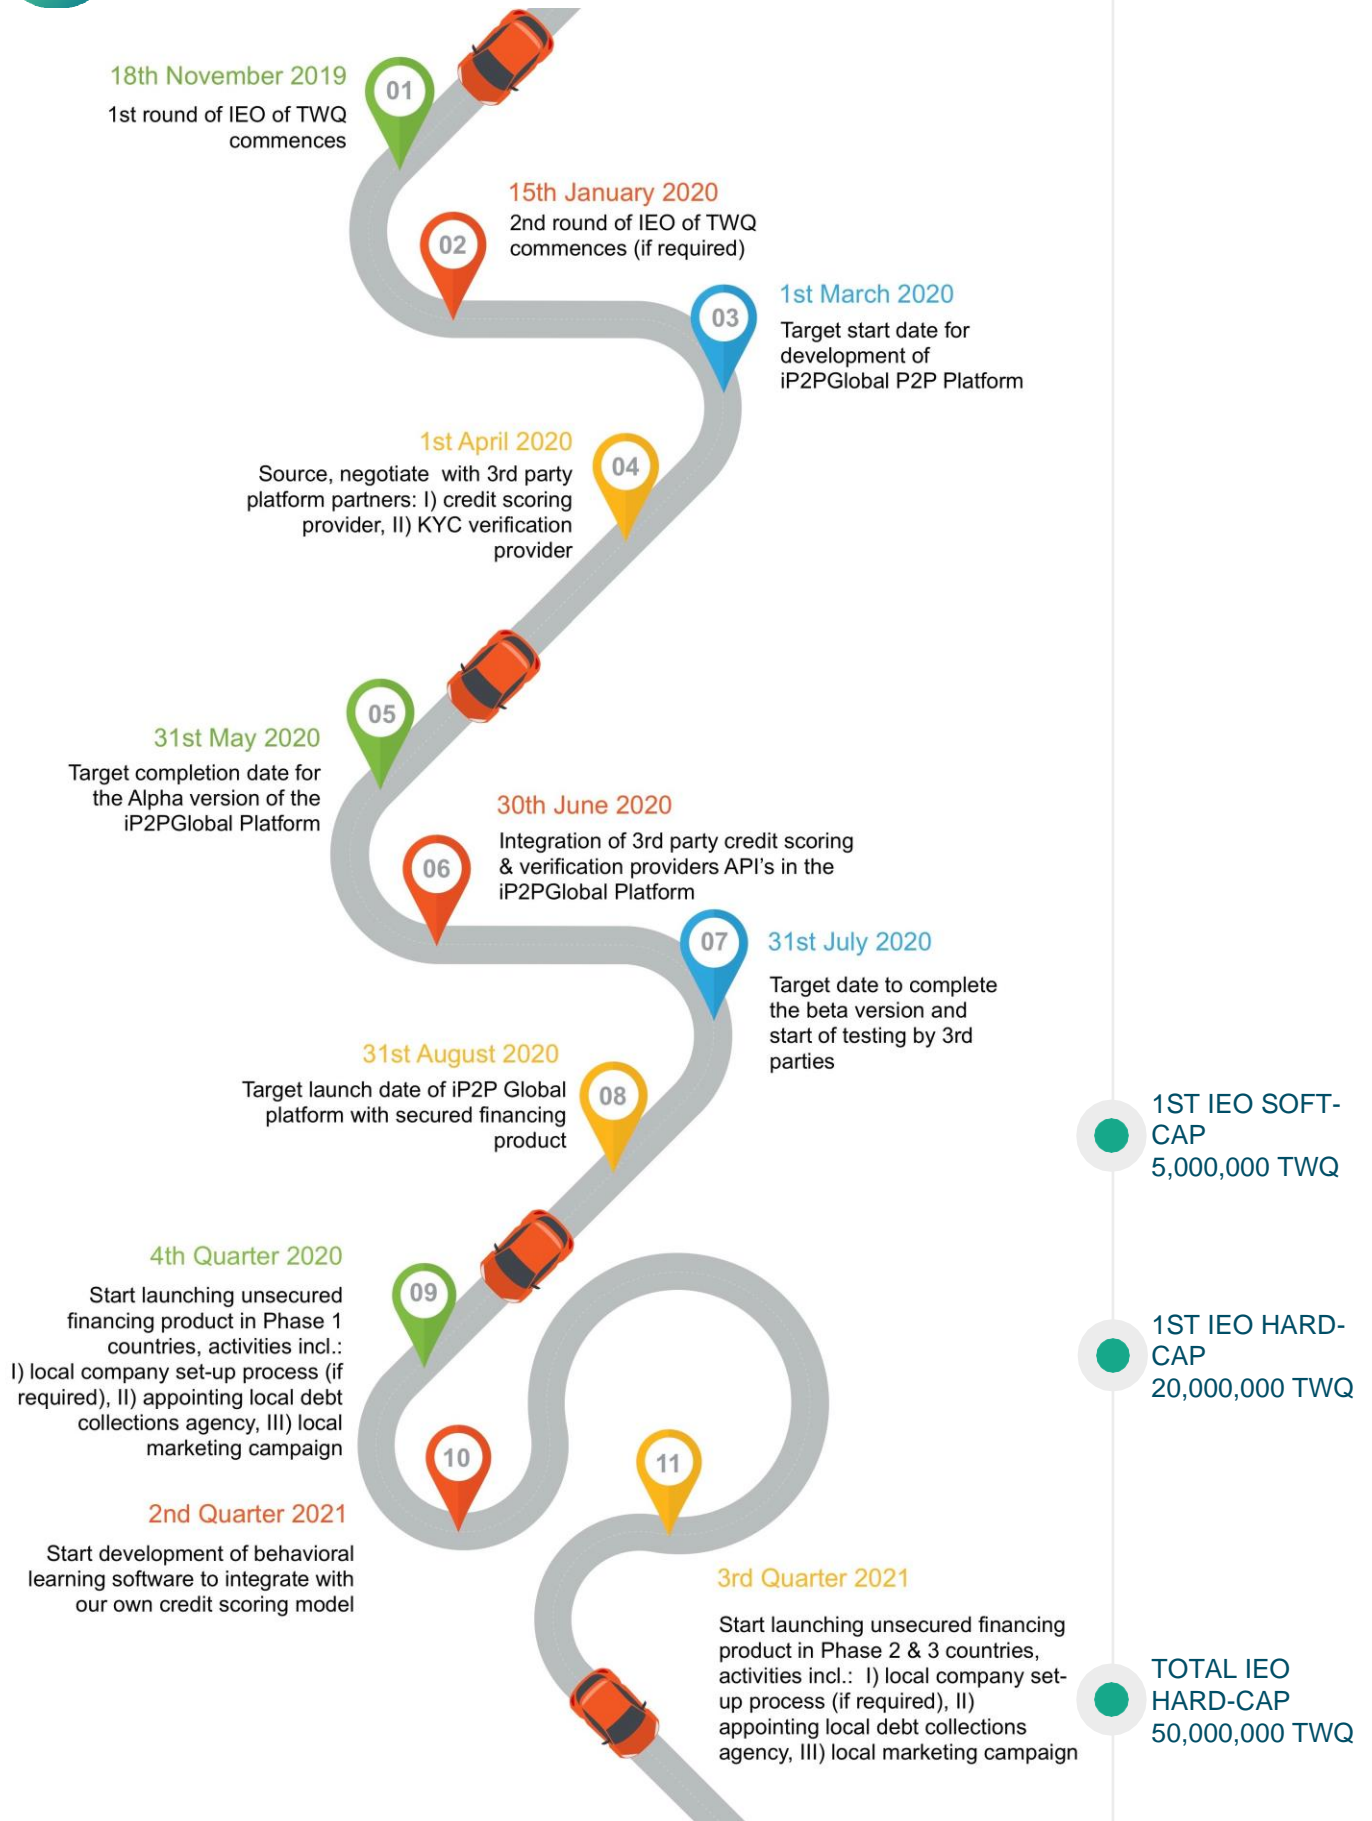 18th November 2019
01
1st round of IEO of TWQ
commences
15th January 2020
02
2nd round of IEO of TWQ
commences (if required)
1st March 2020
03
Target start date for
development of
iP2PGlobal P2P Platform
1st April 2020
04
Source, negotiate with 3rd party
platform partners: I) credit scoring
provider, II) KYC verification
provider
05
31st May 2020
Target completion date for
the Alpha version of the
iP2PGlobal Platform
30th June 2020
06
Integration of 3rd party credit scoring
& verification providers API's in the
iP2PGlobal Platform
07
31st July 2020
Target date to complete
the beta version and
start of testing by 3rd
parties
31st August 2020
08
Target launch date of iP2P Global
platform with secured financing
product
4th Quarter 2020
09
Start launching unsecured
financing product in Phase 1
countries, activities incl.:
I) local company set-up process (if
required), II) appointing local debt
collections agency, III) local
marketing campaign
10
2nd Quarter 2021
Start development of behavioral
learning software to integrate with
our own credit scoring model
11
3rd Quarter 2021
Start launching unsecured financing
product in Phase 2 & 3 countries,
activities incl.: I) local company set-
up process (if required), II)
appointing local debt collections
agency, III) local marketing campaign
1ST IEO SOFT-
CAP
5,000,000 TWQ
1ST IEO HARD-
CAP
20,000,000 TWQ
TOTAL IEO
HARD-CAP
50,000,000 TWQ